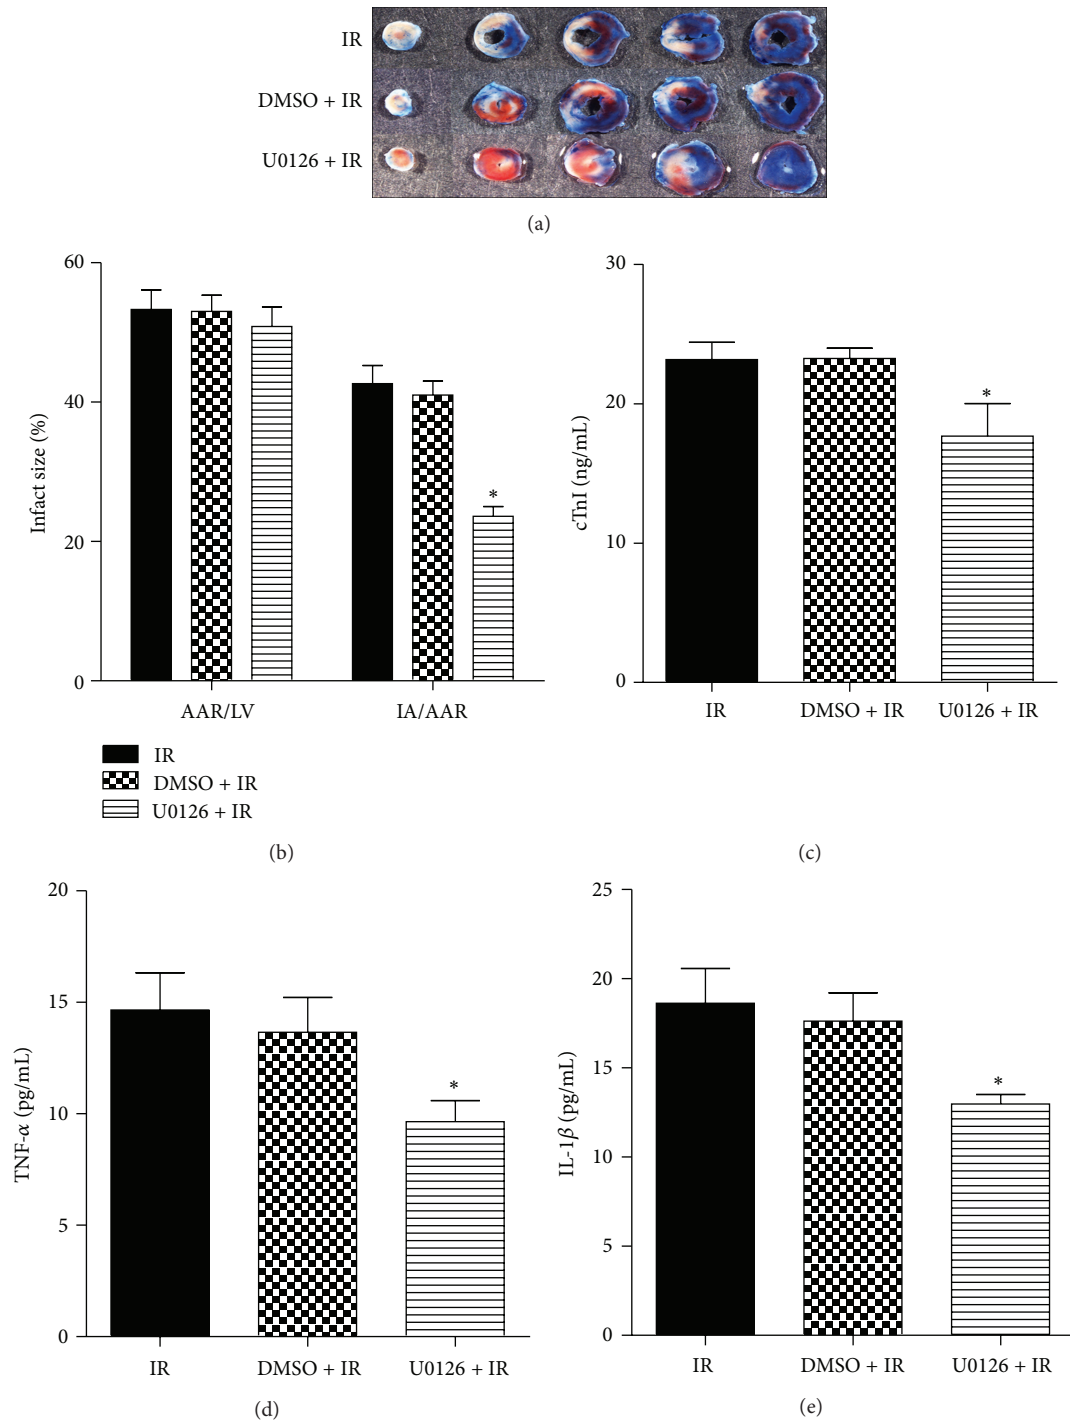 IR
DMSO + IR
U0126 + IR
(a)
60
40
20
0
Infact size (%)
*
AAR/LV
IA/AAR
IR
DMSO + IR
U0126 + IR
(b)
30
20
10
0
cTnI (ng/mL)
*
IR
DMSO + IR
U0126 + IR
(c)
20
15
10
5
0
TNF-α (pg/mL)
*
IR
DMSO + IR
U0126 + IR
(d)
25
20
15
10
5
0
IL-1β (pg/mL)
*
IR
DMSO + IR
U0126 + IR
(e)